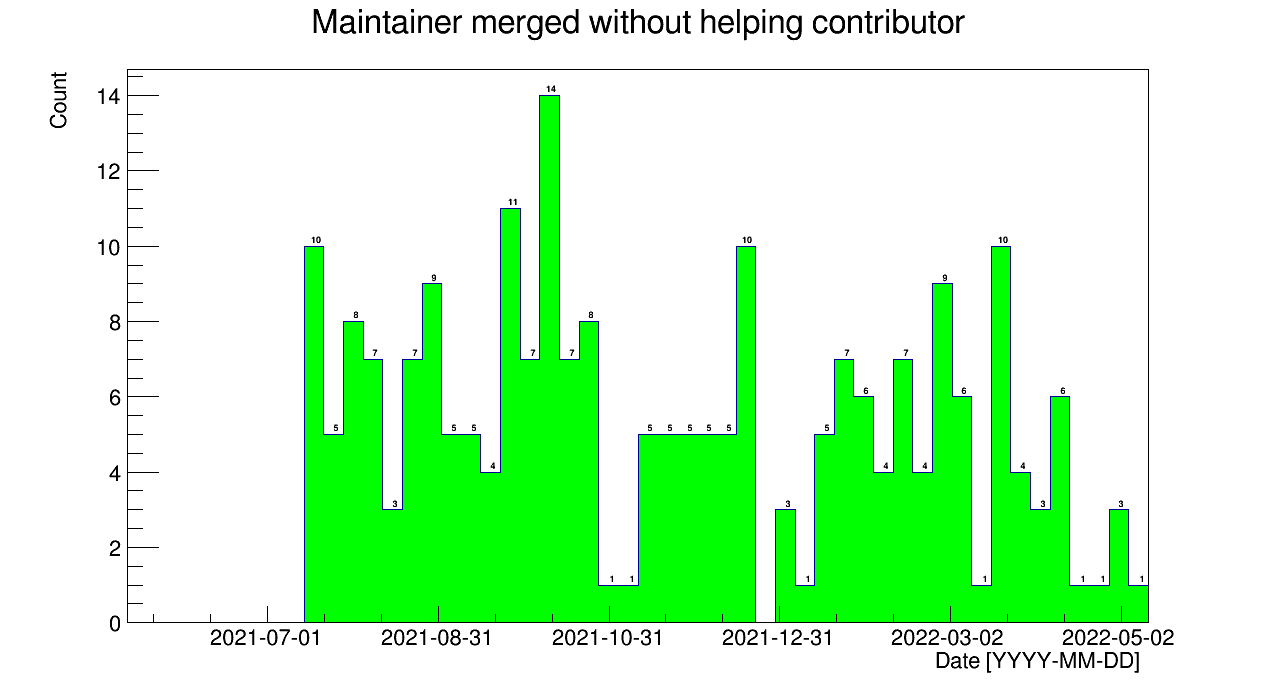 Maintainer merged without helping contributor
Count
14
12
10
8
6
4
2
0
10 5 8 7 3 7 9 5 5 4 11 7 14 7 8 1 1 5 5 5 5 5 10 3 1 5 7 6 4 7 4 9 6 1 10 4 3 6 1 1 3 1
2021-07-01 2021-08-31 2021-10-31 2021-12-31 2022-03-02 2022-05-02
Date [YYYY-MM-DD]